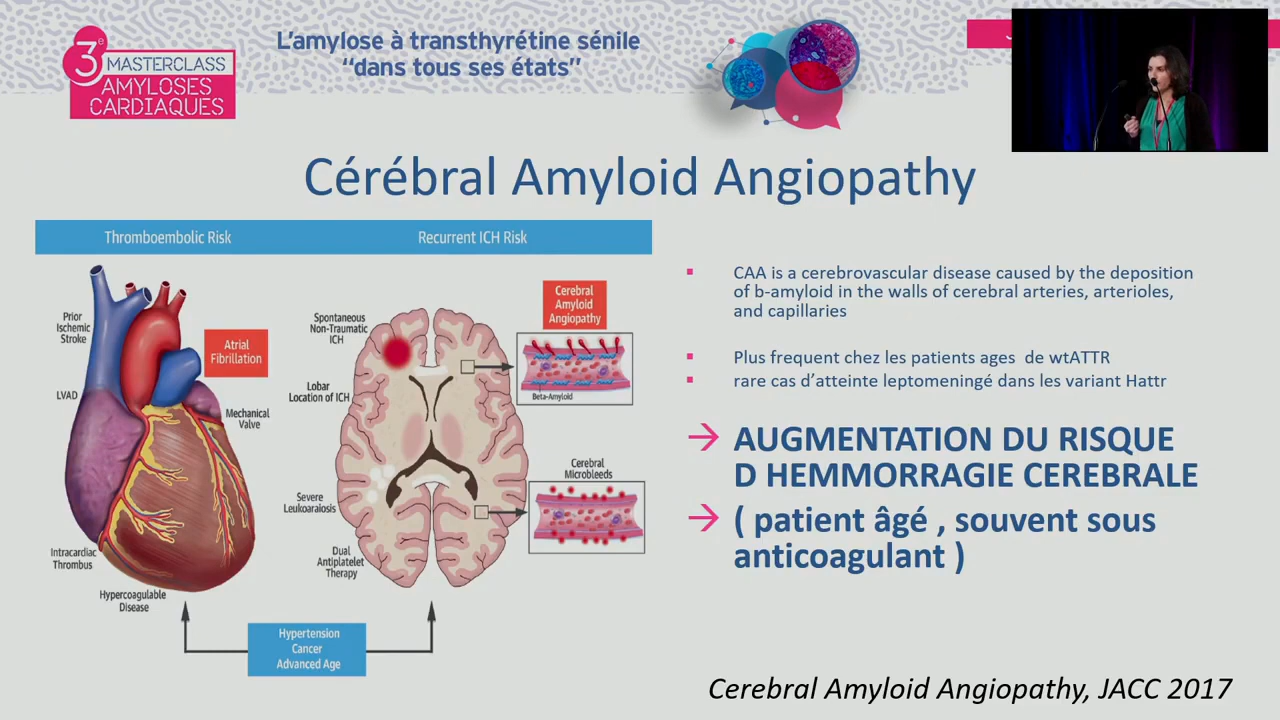 3e MASTERCLASS
AMYLOSES
CARDIAQUES
L'amylose à transthyrétine sénile
“dans tous ses états”
Cérébral Amyloid Angiopathy
Thromboembolic Risk
Recurrent ICH Risk
Prior
Ischemic
Stroke
Atrial
Fibrillation
LVAD
Mechanical
Valve
Intracardiac
Thrombus
Hypercoagulable
Disease
Spontaneous
Non-Traumatic
ICH
Cerebral
Amyloid
Angiopathy
Lobar
Location of ICH
Beta-Amyloid
Cerebral
Microbleeds
Severe
Leukoaraiosis
Dual
Antiplatelet
Therapy
Hypertension
Cancer
Advanced Age
▪ CAA is a cerebrovascular disease caused by the deposition
of b-amyloid in the walls of cerebral arteries, arterioles,
and capillaries
▪ Plus frequent chez les patients ages de wtATTR
▪ rare cas d'atteinte leptomeningé dans les variant Hattr
→ AUGMENTATION DU RISQUE
D HEMMORRAGIE CEREBRALE
→ ( patient âgé , souvent sous
anticoagulant )
Cerebral Amyloid Angiopathy, JACC 2017